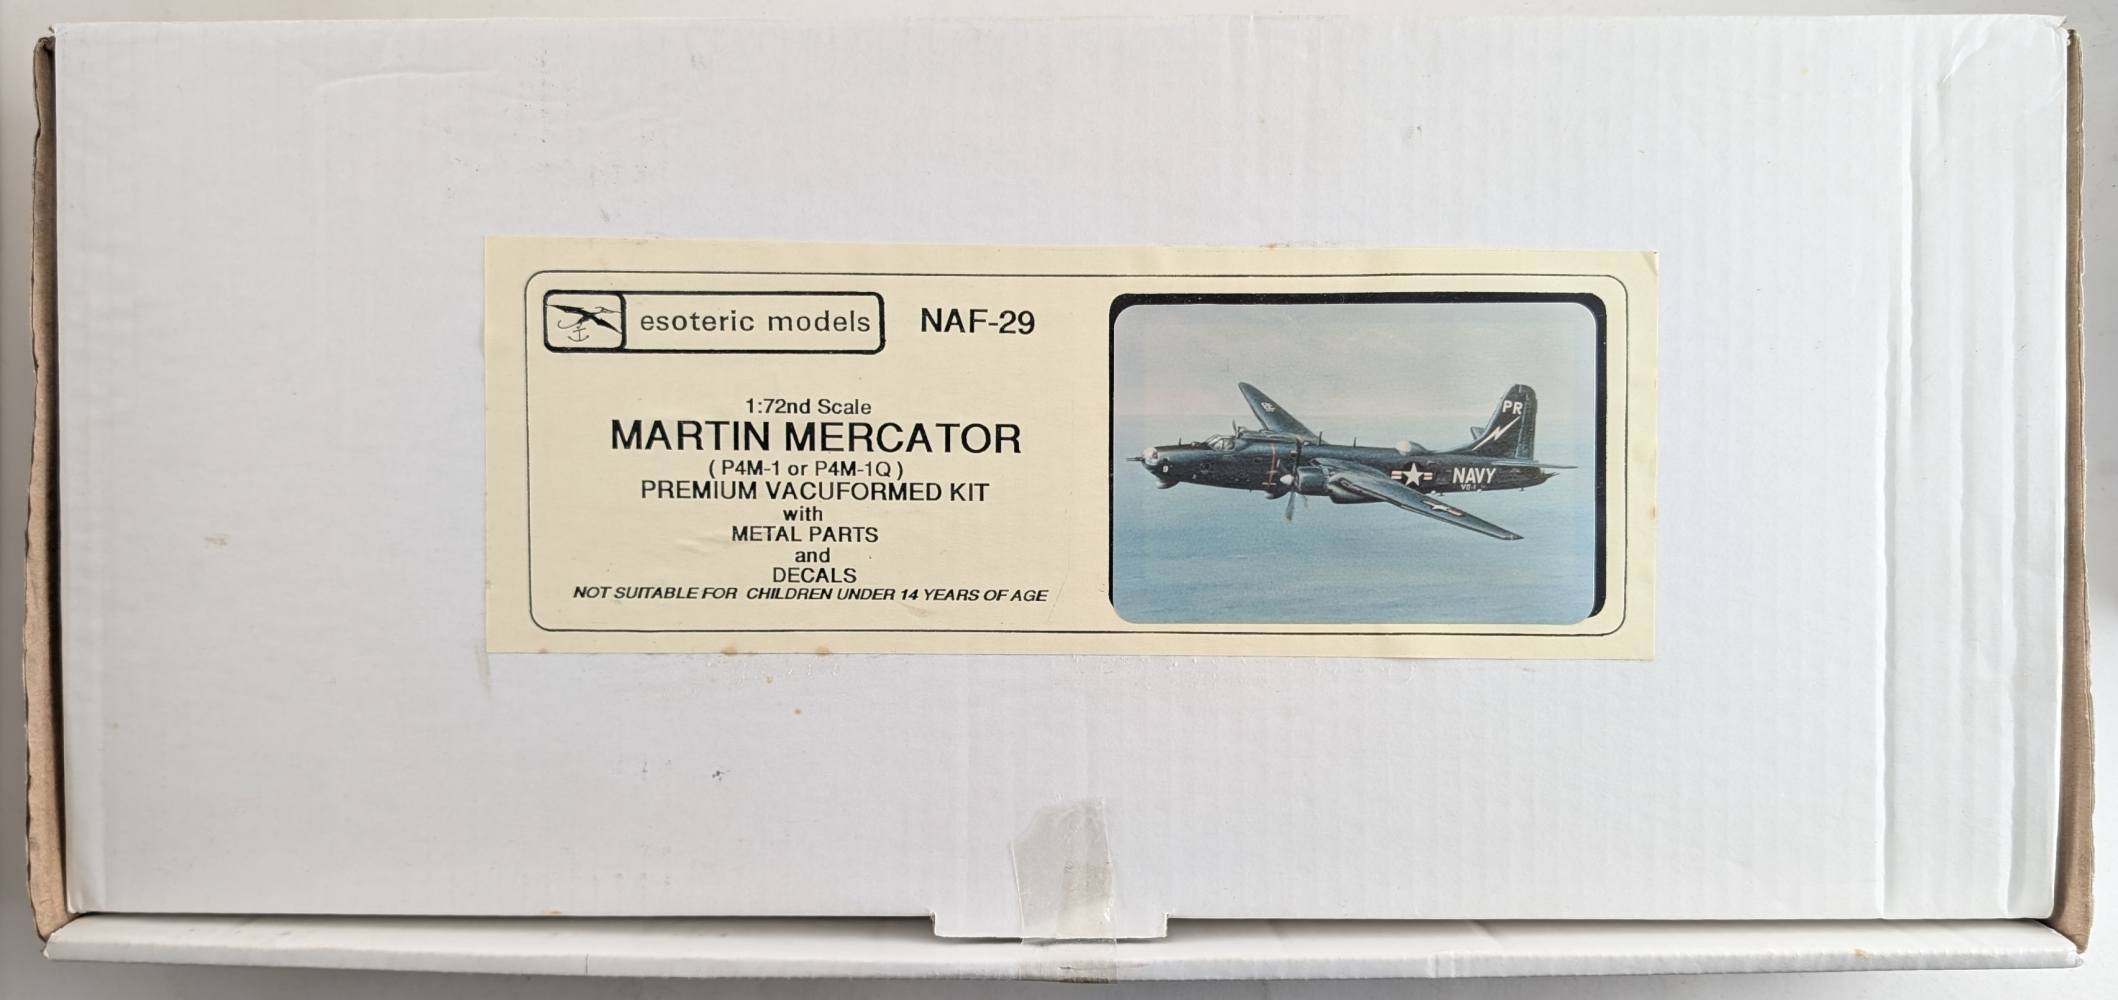 esoteric models NAF-29
1:72nd Scale
MARTIN MERCATOR
( P4M-1 or P4M-1Q )
PREMIUM VACUFORMED KIT
with
METAL PARTS
and
DECALS
NOT SUITABLE FOR CHILDREN UNDER 14 YEARS OF AGE
PR
NAVY